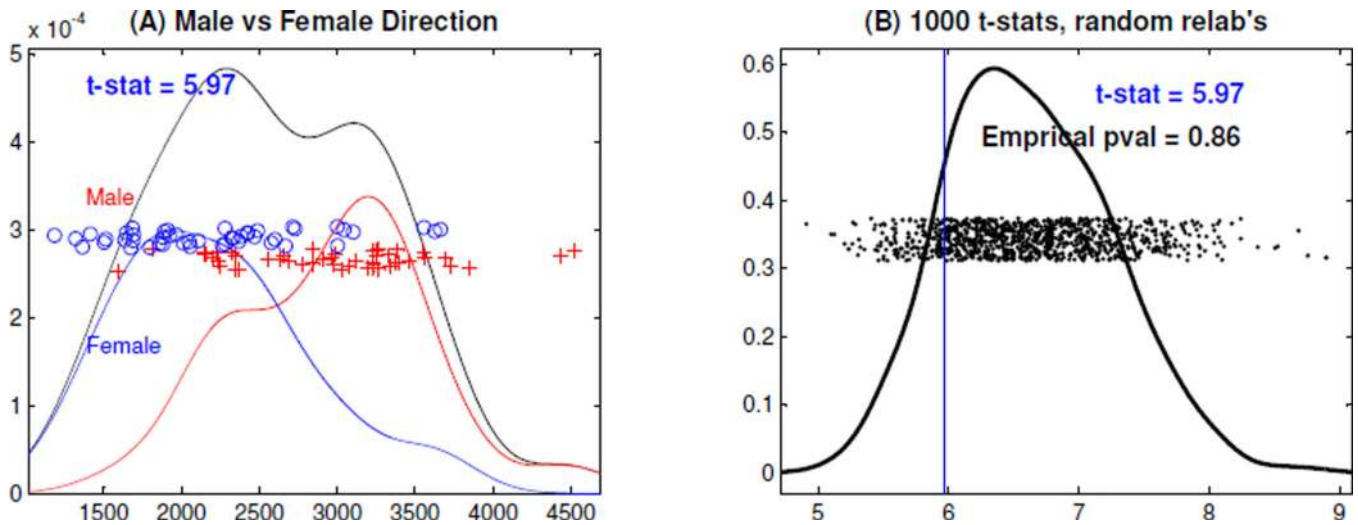 (A) Male vs Female Direction
x 10⁻⁴
5
4
3
2
1
0
t-stat = 5.97
Male
Female
1500 2000 2500 3000 3500 4000 4500
(B) 1000 t-stats, random relab's
0.6
0.5
0.4
0.3
0.2
0.1
0
t-stat = 5.97
Emprical pval = 0.86
5 6 7 8 9